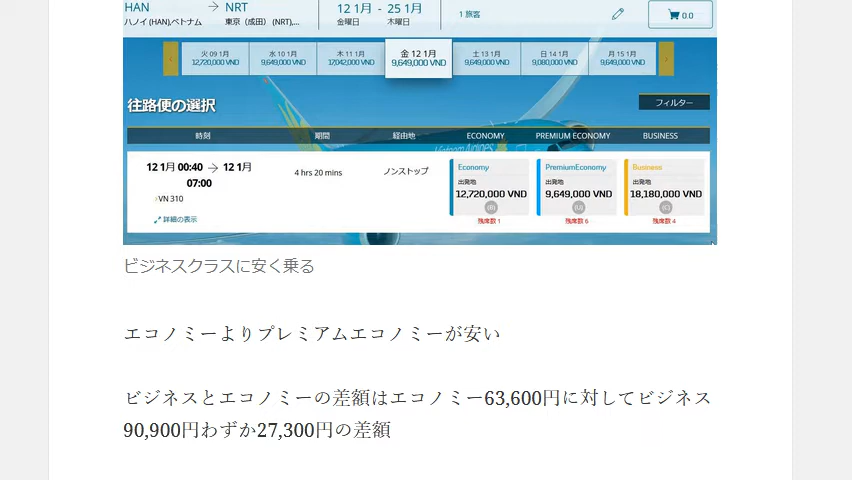 HAN → NRT 12 1月 - 25 1月 1 旅客 0.0
ハノイ (HAN),ベトナム 東京（成田）(NRT),... 金曜日 木曜日
火 09 1月 水 10 1月 木 11 1月 金 12 1月 土 13 1月 日 14 1月 月 15 1月
12,720,000 VND 9,649,000 VND 17,042,000 VND 9,649,000 VND 9,649,000 VND 9,080,000 VND 9,649,000 VND
往路便の選択 フィルター
時刻 期間 経由地 ECONOMY PREMIUM ECONOMY BUSINESS
Vietnam Airlines
12 1月 00:40 → 12 1月 4 hrs 20 mins ノンストップ Economy PremiumEconomy Business
07:00 出発地 出発地 出発地
VN 310 12,720,000 VND 9,649,000 VND 18,180,000 VND
詳細の表示 残席数 1 残席数 6 残席数 4
ビジネスクラスに安く乗る
エコノミーよりプレミアムエコノミーが安い
ビジネスとエコノミーの差額はエコノミー63,600円に対してビジネス
90,900円わずか27,300円の差額